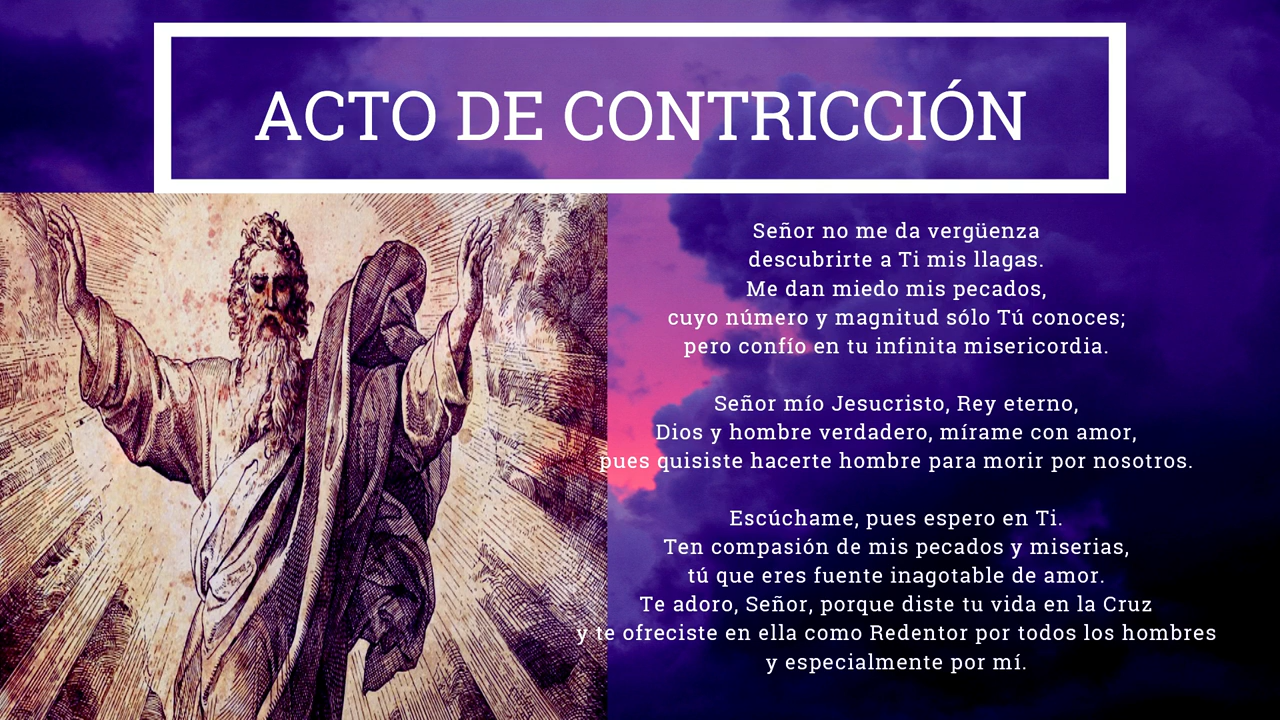 ACTO DE CONTRICCIÓN
Señor no me da vergüenza
descubrirte a Ti mis llagas.
Me dan miedo mis pecados,
cuyo número y magnitud sólo Tú conoces;
pero confío en tu infinita misericordia.
Señor mío Jesucristo, Rey eterno,
Dios y hombre verdadero, mírame con amor,
pues quisiste hacerte hombre para morir por nosotros.
Escúchame, pues espero en Ti.
Ten compasión de mis pecados y miserias,
tú que eres fuente inagotable de amor.
Te adoro, Señor, porque diste tu vida en la Cruz
y te ofreciste en ella como Redentor por todos los hombres
y especialmente por mí.